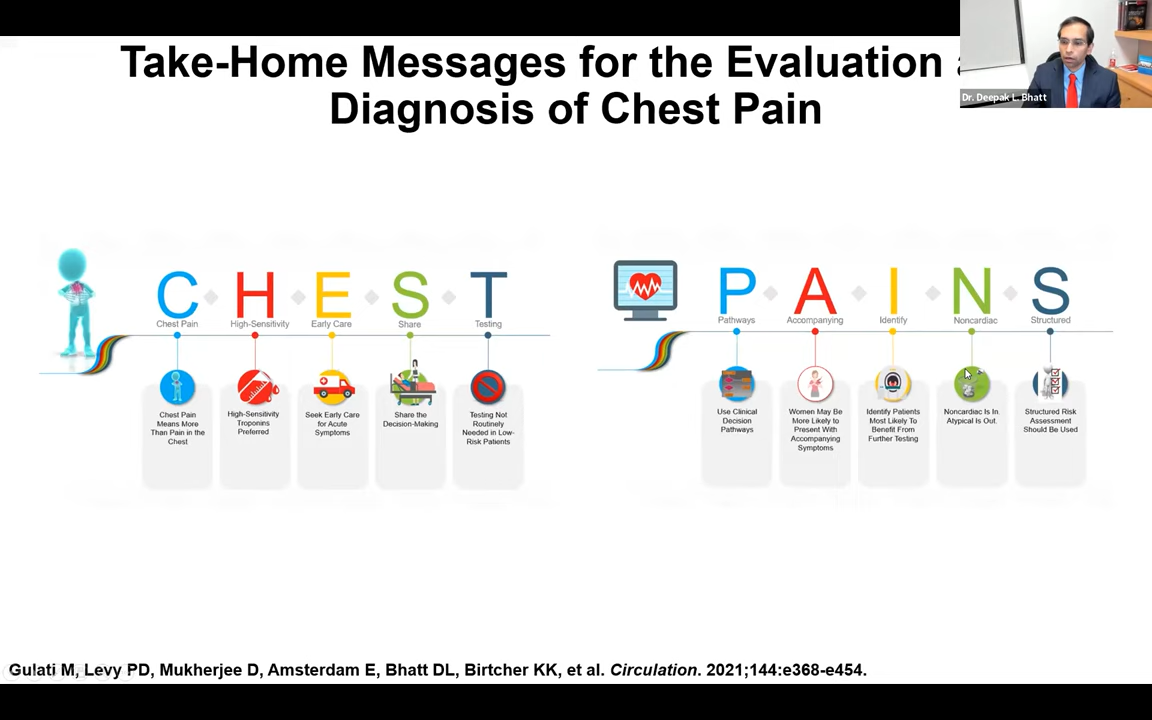 Take-Home Messages for the Evaluation
Diagnosis of Chest Pain
Dr. Deepak L. Bhatt
C H E S T
Chest Pain High-Sensitivity Early Care Share Testing
Chest Pain
Means More
Than Pain in the
Chest
High-Sensitivity
Troponins
Preferred
Seek Early Care
for Acute
Symptoms
Share the
Decision-Making
Testing Not
Routinely
Needed in Low-
Risk Patients
P A I N S
Pathways Accompanying Identify Noncardiac Structured
Use Clinical
Decision
Pathways
Women May Be
More Likely to
Present With
Accompanying
Symptoms
Identify Patients
Most Likely To
Benefit From
Further Testing
Noncardiac Is In.
Atypical Is Out.
Structured Risk
Assessment
Should Be Used
Gulati M, Levy PD, Mukherjee D, Amsterdam E, Bhatt DL, Birtcher KK, et al. Circulation. 2021;144:e368-e454.